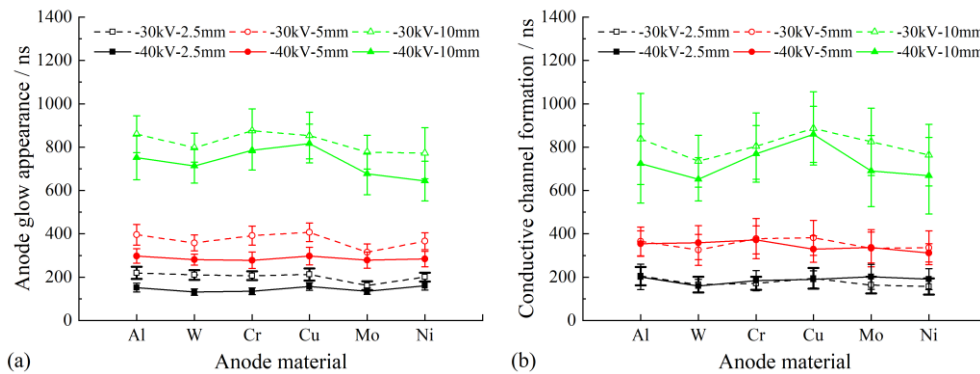 -30kV-2.5mm -30kV-5mm -30kV-10mm
-40kV-2.5mm -40kV-5mm -40kV-10mm
1400
1200
1000
800
600
400
200
0
Anode glow appearance / ns
Al W Cr Cu Mo Ni
(a) Anode material
-30kV-2.5mm -30kV-5mm -30kV-10mm
-40kV-2.5mm -40kV-5mm -40kV-10mm
1400
1200
1000
800
600
400
200
0
Conductive channel formation / ns
Al W Cr Cu Mo Ni
(b) Anode material